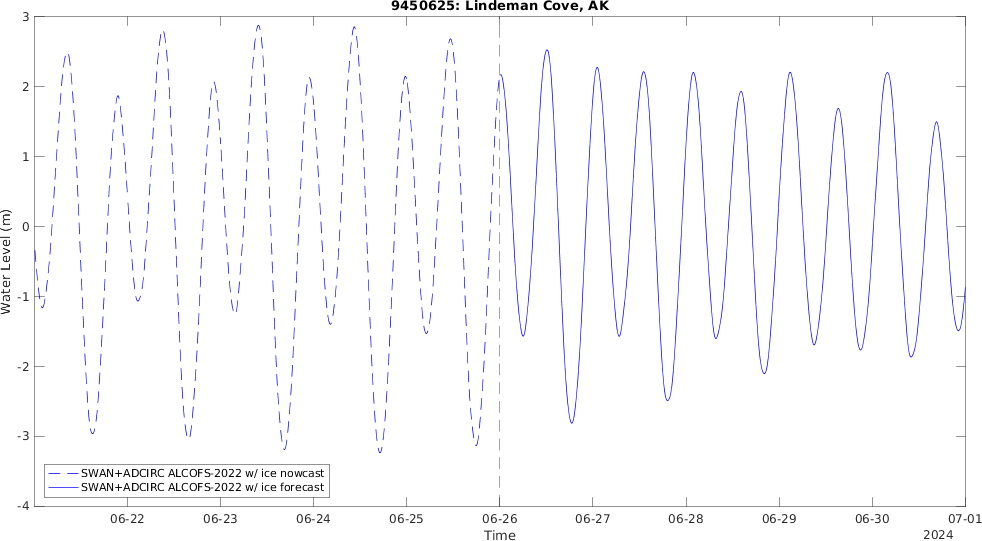 9450625: Lindeman Cove, AK
3
2
1
0
-1
-2
-3
-4
Water Level (m)
SWAN+ADCIRC ALCOFS-2022 w/ ice nowcast
SWAN+ADCIRC ALCOFS-2022 w/ ice forecast
06-22 06-23 06-24 06-25 06-26 06-27 06-28 06-29 06-30 07-01
Time
2024